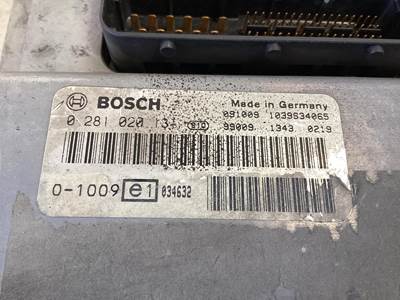 BOSCH
Made in Germany
0 281 020 13
091009 1039S34065
99009 1343 0219
0-1009 e1 034632